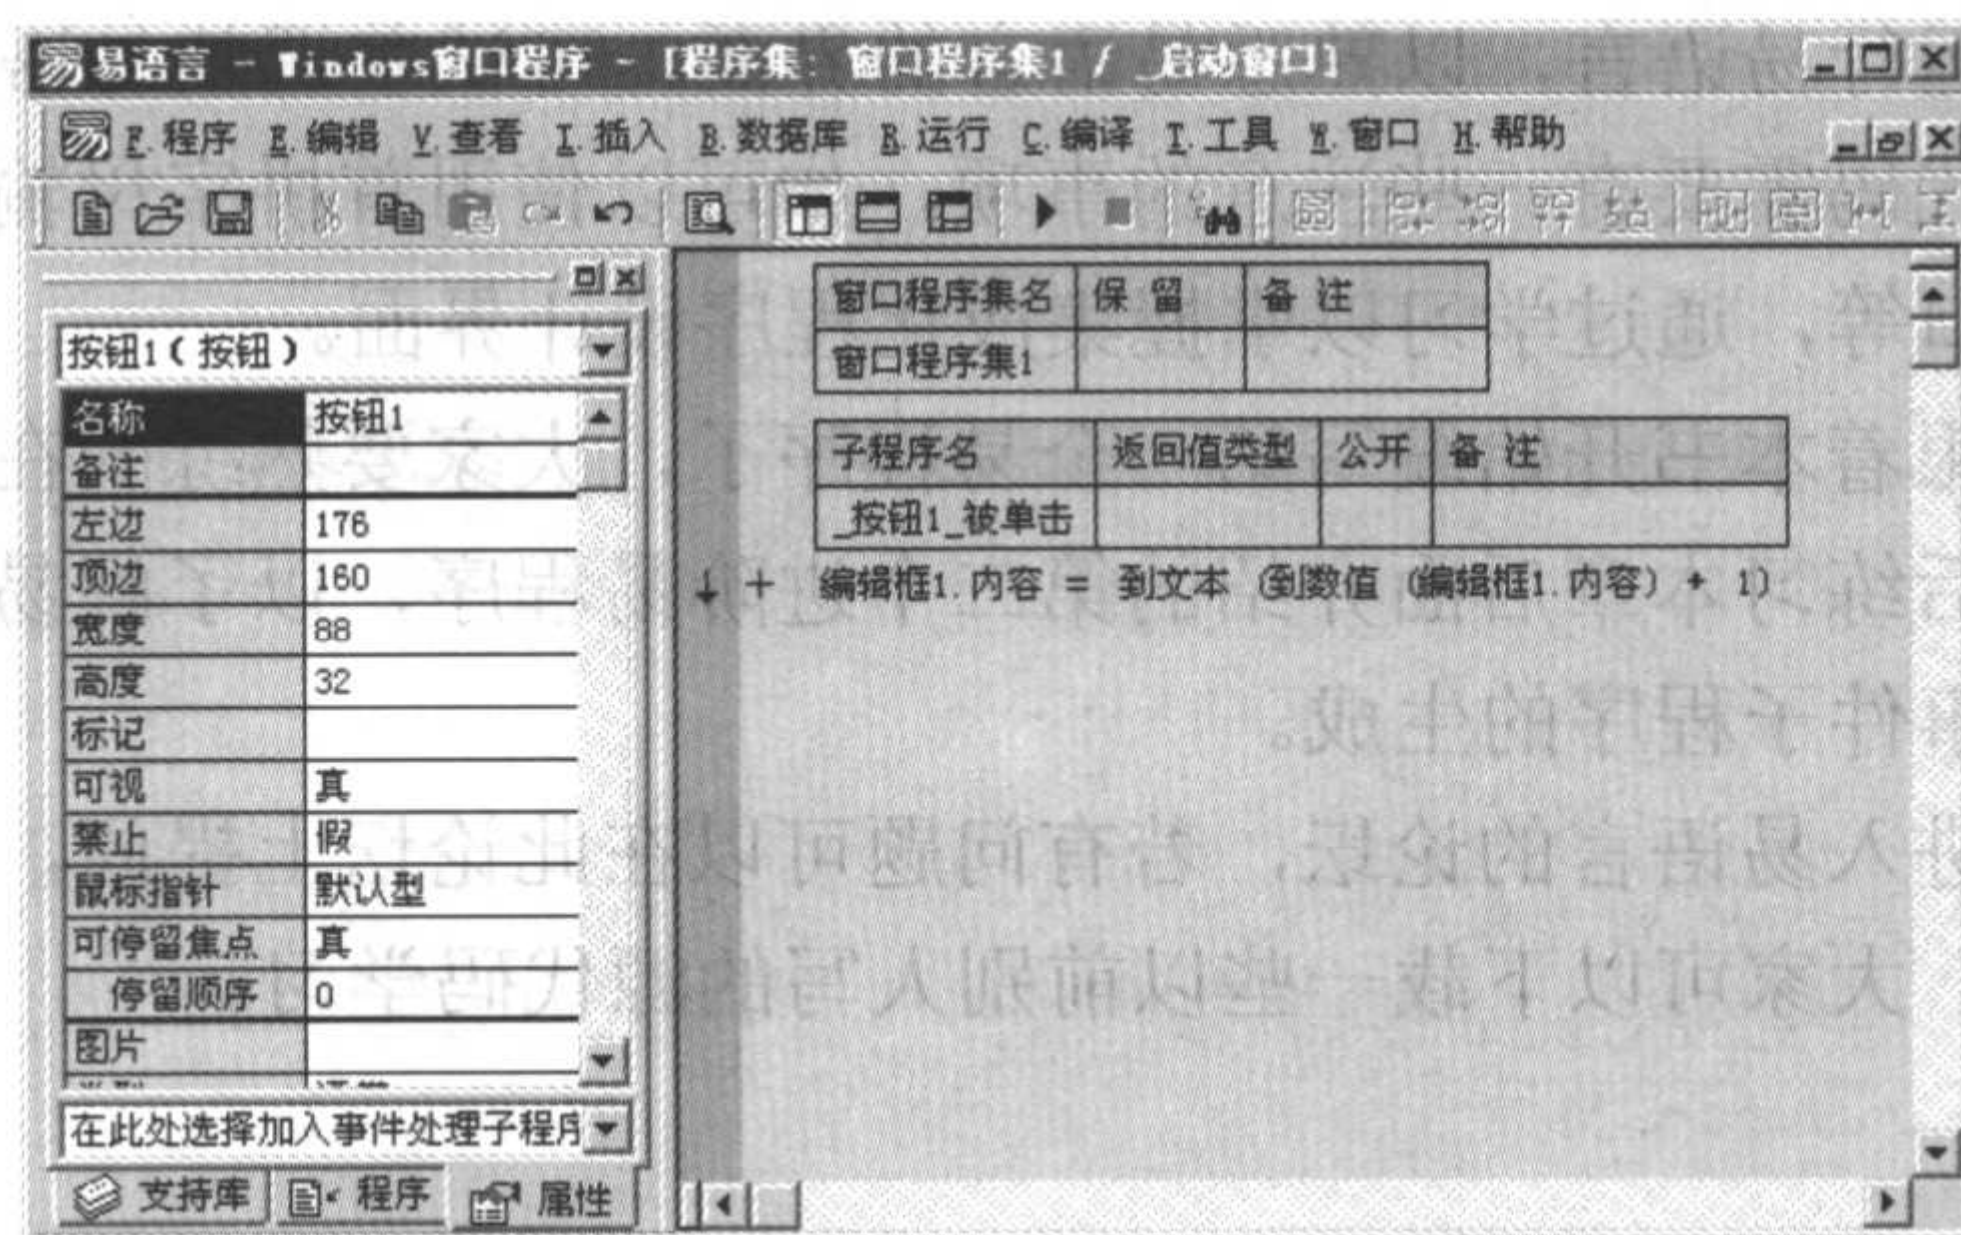 易语言 - Windows窗口程序 - [程序集: 窗口程序集1 / _启动窗口]
F.程序 E.编辑 V.查看 I.插入 B.数据库 R.运行 C.编译 T.工具 W.窗口 H.帮助
按钮1(按钮)
名称 按钮1
备注
左边 176
顶边 160
宽度 88
高度 32
标记
可视 真
禁止 假
鼠标指针 默认型
可停留焦点 真
停留顺序 0
图片
在此处选择加入事件处理子程序
支持库 程序 属性
窗口程序集名 保 留 备 注
窗口程序集1
子程序名 返回值类型 公开 备 注
_按钮1_被单击
编辑框1.内容 = 到文本 (到数值 (编辑框1.内容) + 1)